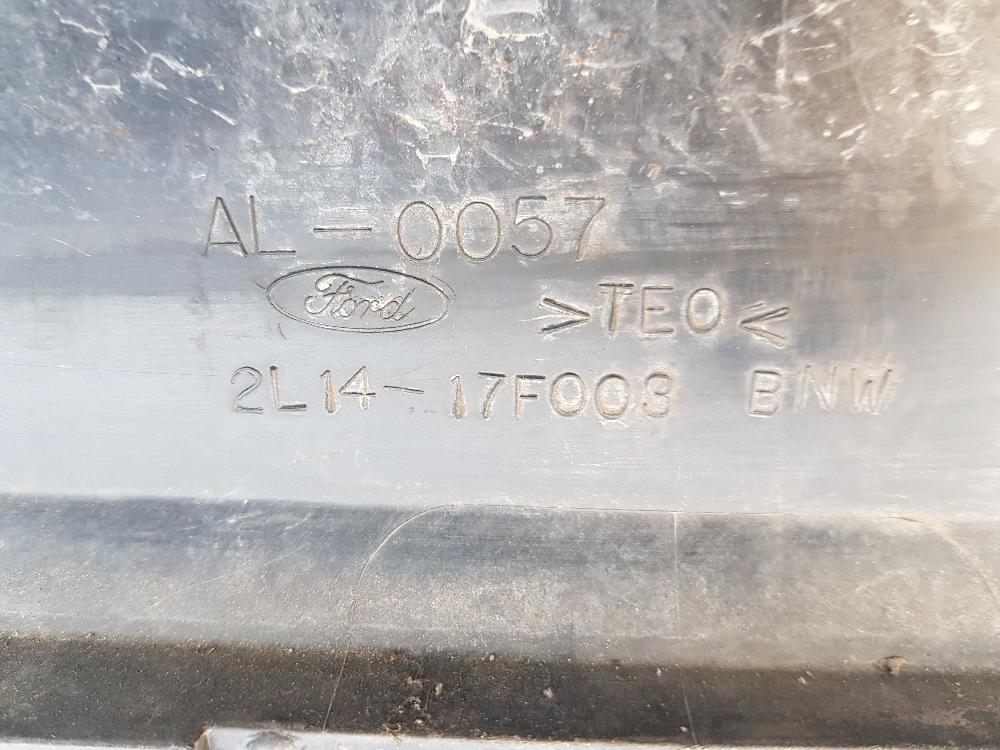 AL-0057
Ford >TEO<
2L14-17F003 BNW